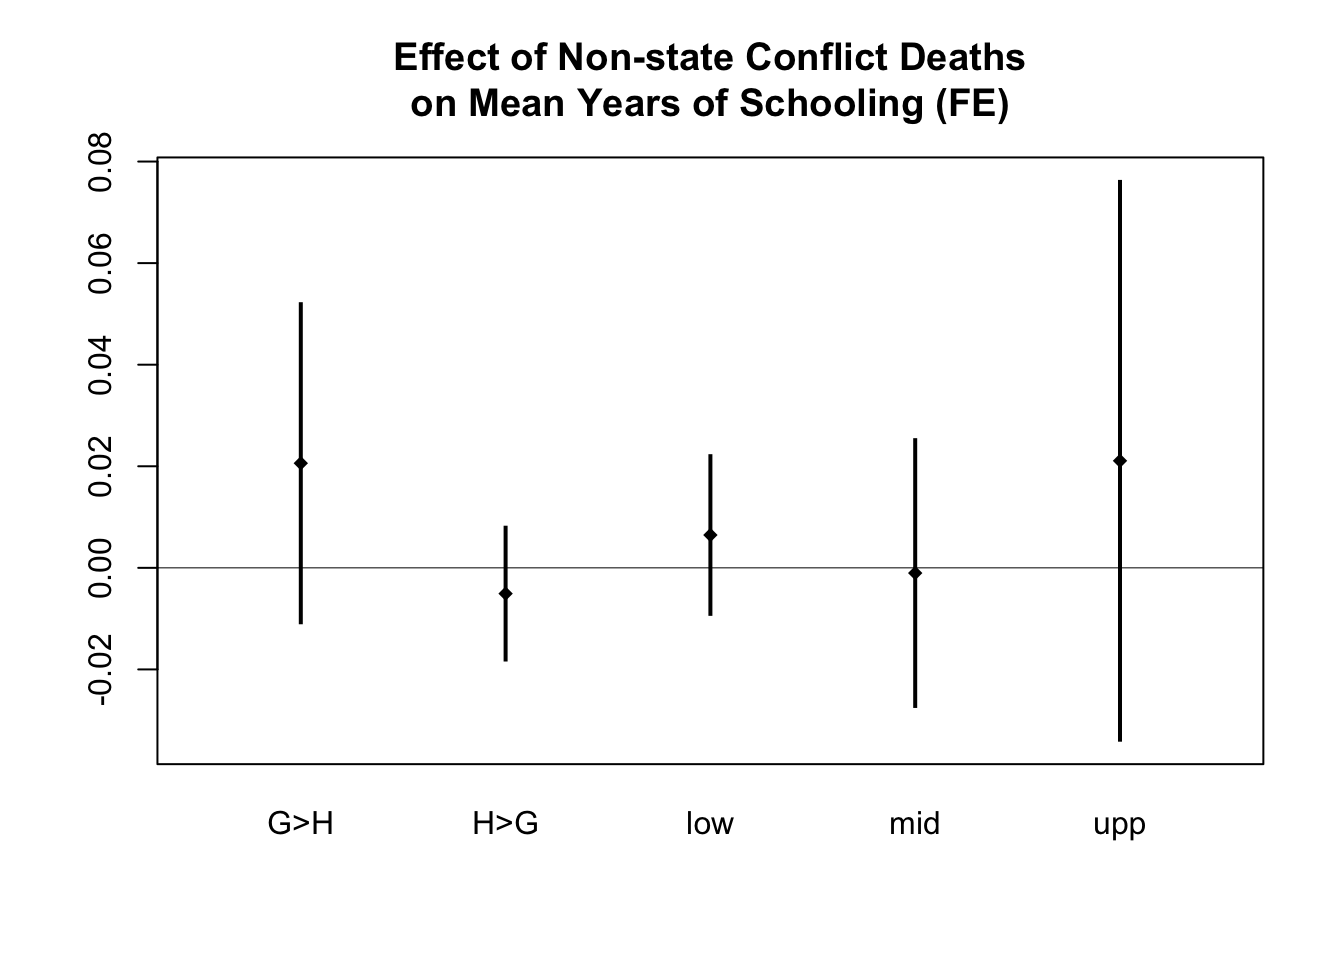 Effect of Non-state Conflict Deaths
on Mean Years of Schooling (FE)
0.08
0.06
0.04
0.02
0.00
-0.02
G>H H>G low mid upp